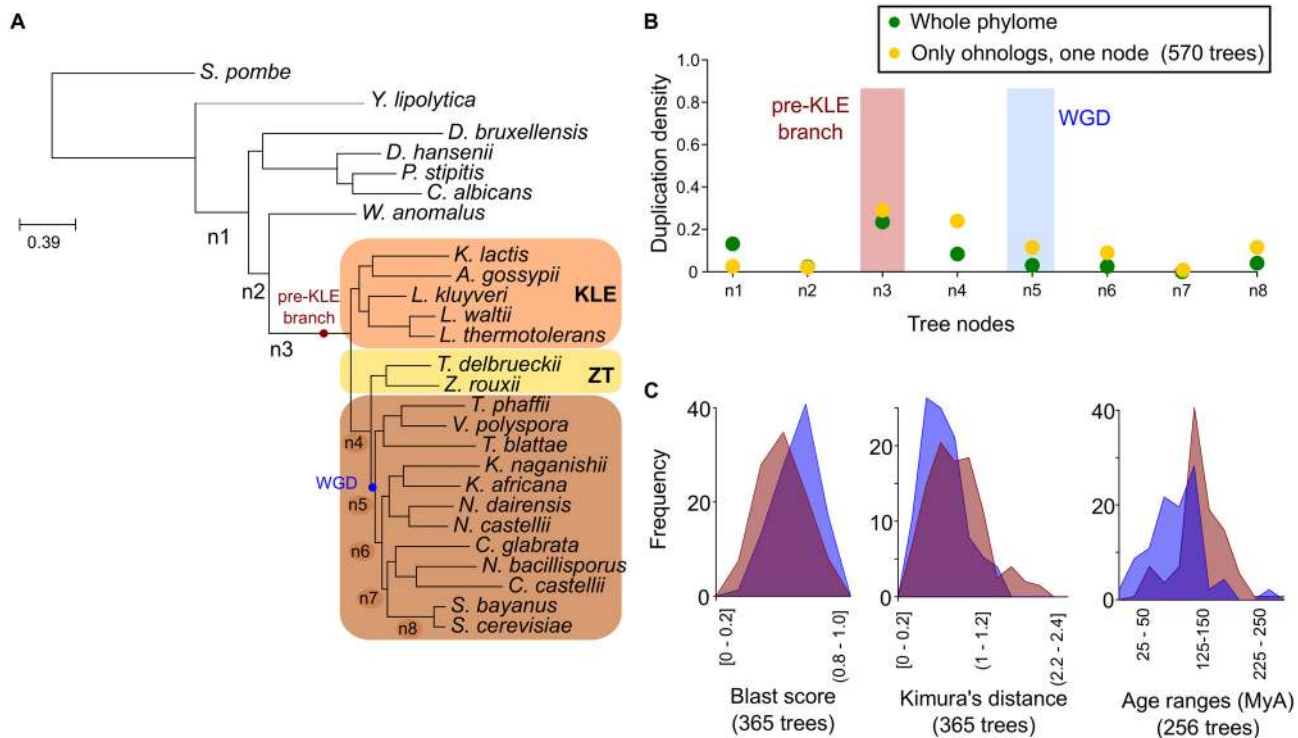 A
S. pombe
Y. lipolytica
D. bruxellensis
D. hansenii
P. stipitis
C. albicans
W. anomalus
0.39
n1
n2
pre-KLE
branch
n3
K. lactis
A. gossypii
L. kluyveri
KLE
L. waltii
L. thermotolerans
T. delbrueckii
ZT
Z. rouxii
T. phaffii
V. polyspora
n4
T. blattae
K. naganishii
WGD
K. africana
n5
N. dairensis
N. castellii
n6
C. glabrata
N. bacillisporus
C. castellii
n7
S. bayanus
n8
S. cerevisiae
B
Whole phylome
Only ohnologs, one node (570 trees)
1.0
0.8
0.6
0.4
0.2
0
Duplication density
pre-KLE
branch
WGD
n1 n2 n3 n4 n5 n6 n7 n8
Tree nodes
C
Frequency
40
20
0
[0 - 0.2]
(0.8 - 1.0]
Blast score
(365 trees)
20
10
0
[0 - 0.2]
(1 - 1.2]
(2.2 - 2.4]
Kimura's distance
(365 trees)
40
20
0
25 - 50
125-150
225 - 250
Age ranges (MyA)
(256 trees)